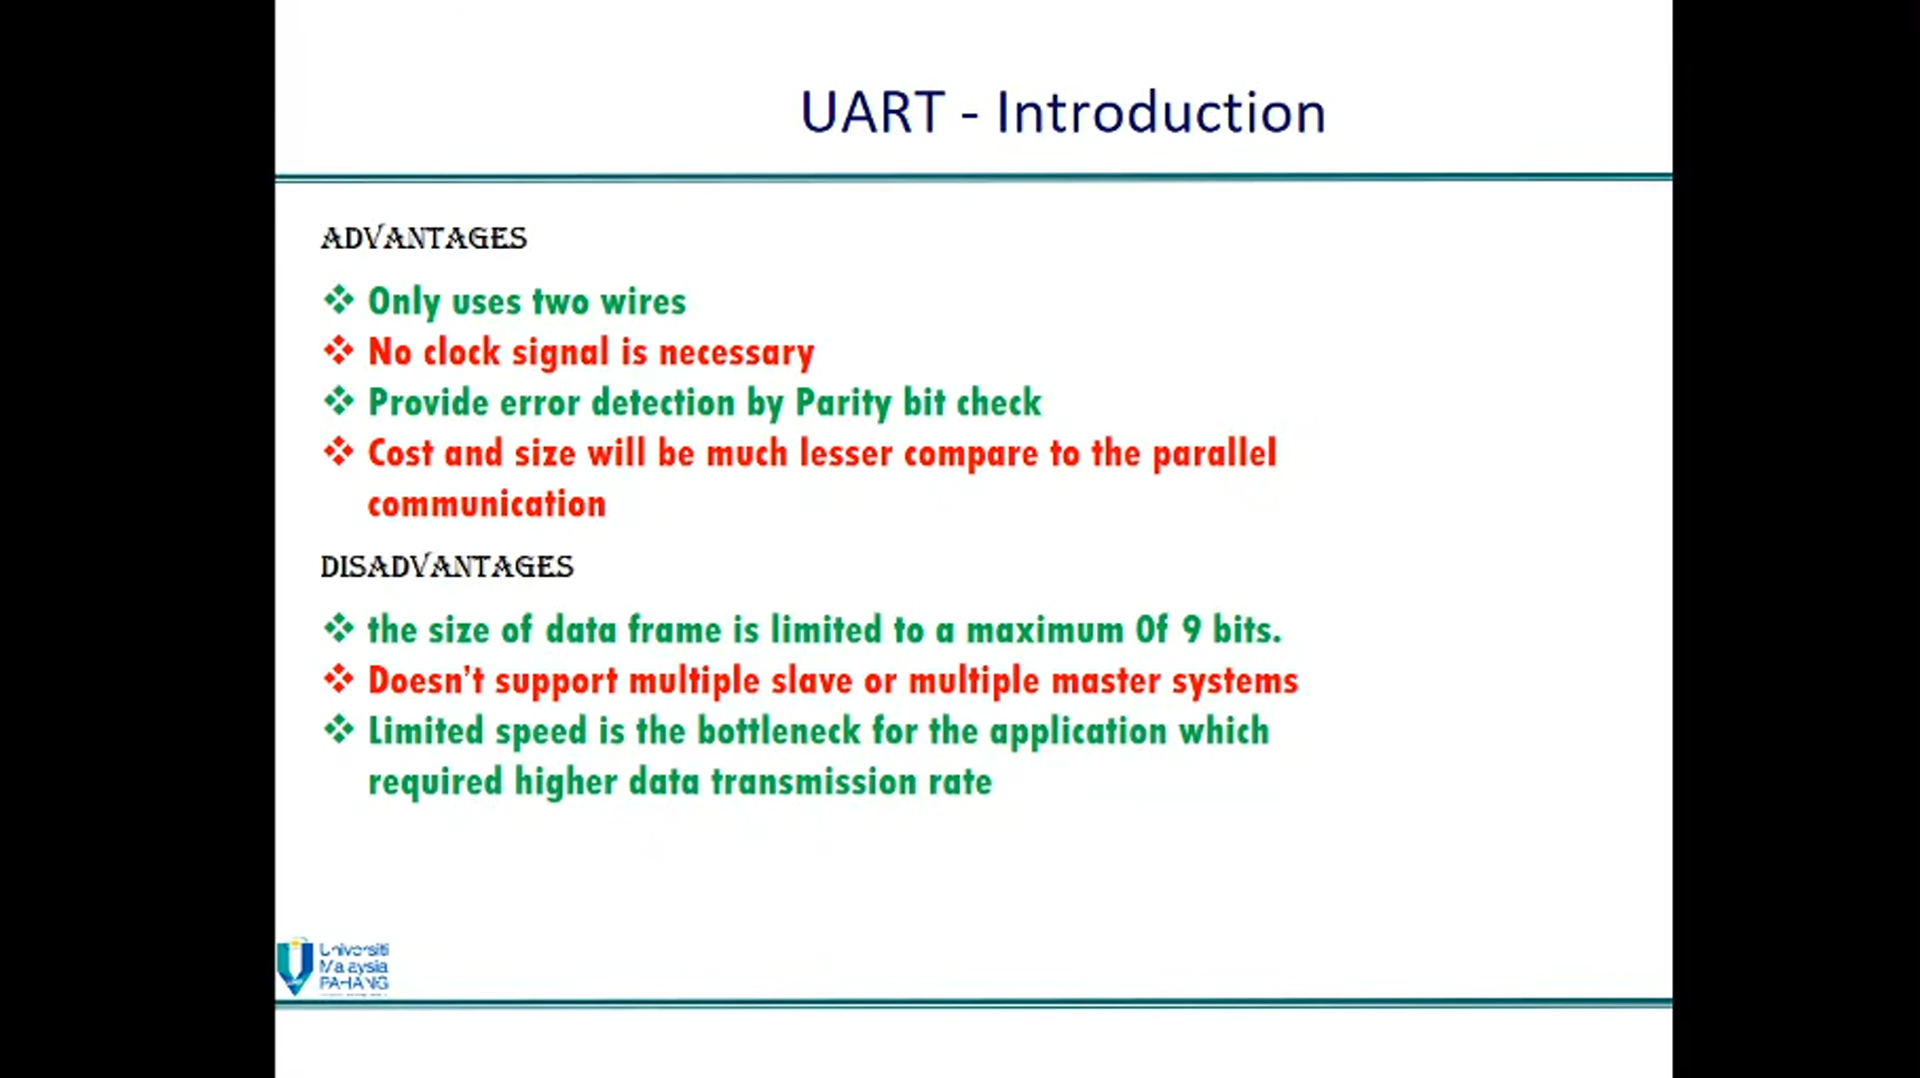 UART - Introduction
ADVANTAGES
Only uses two wires
No clock signal is necessary
Provide error detection by Parity bit check
Cost and size will be much lesser compare to the parallel
communication
DISADVANTAGES
the size of data frame is limited to a maximum 0f 9 bits.
Doesn't support multiple slave or multiple master systems
Limited speed is the bottleneck for the application which
required higher data transmission rate
Universiti
Malaysia
PAHANG